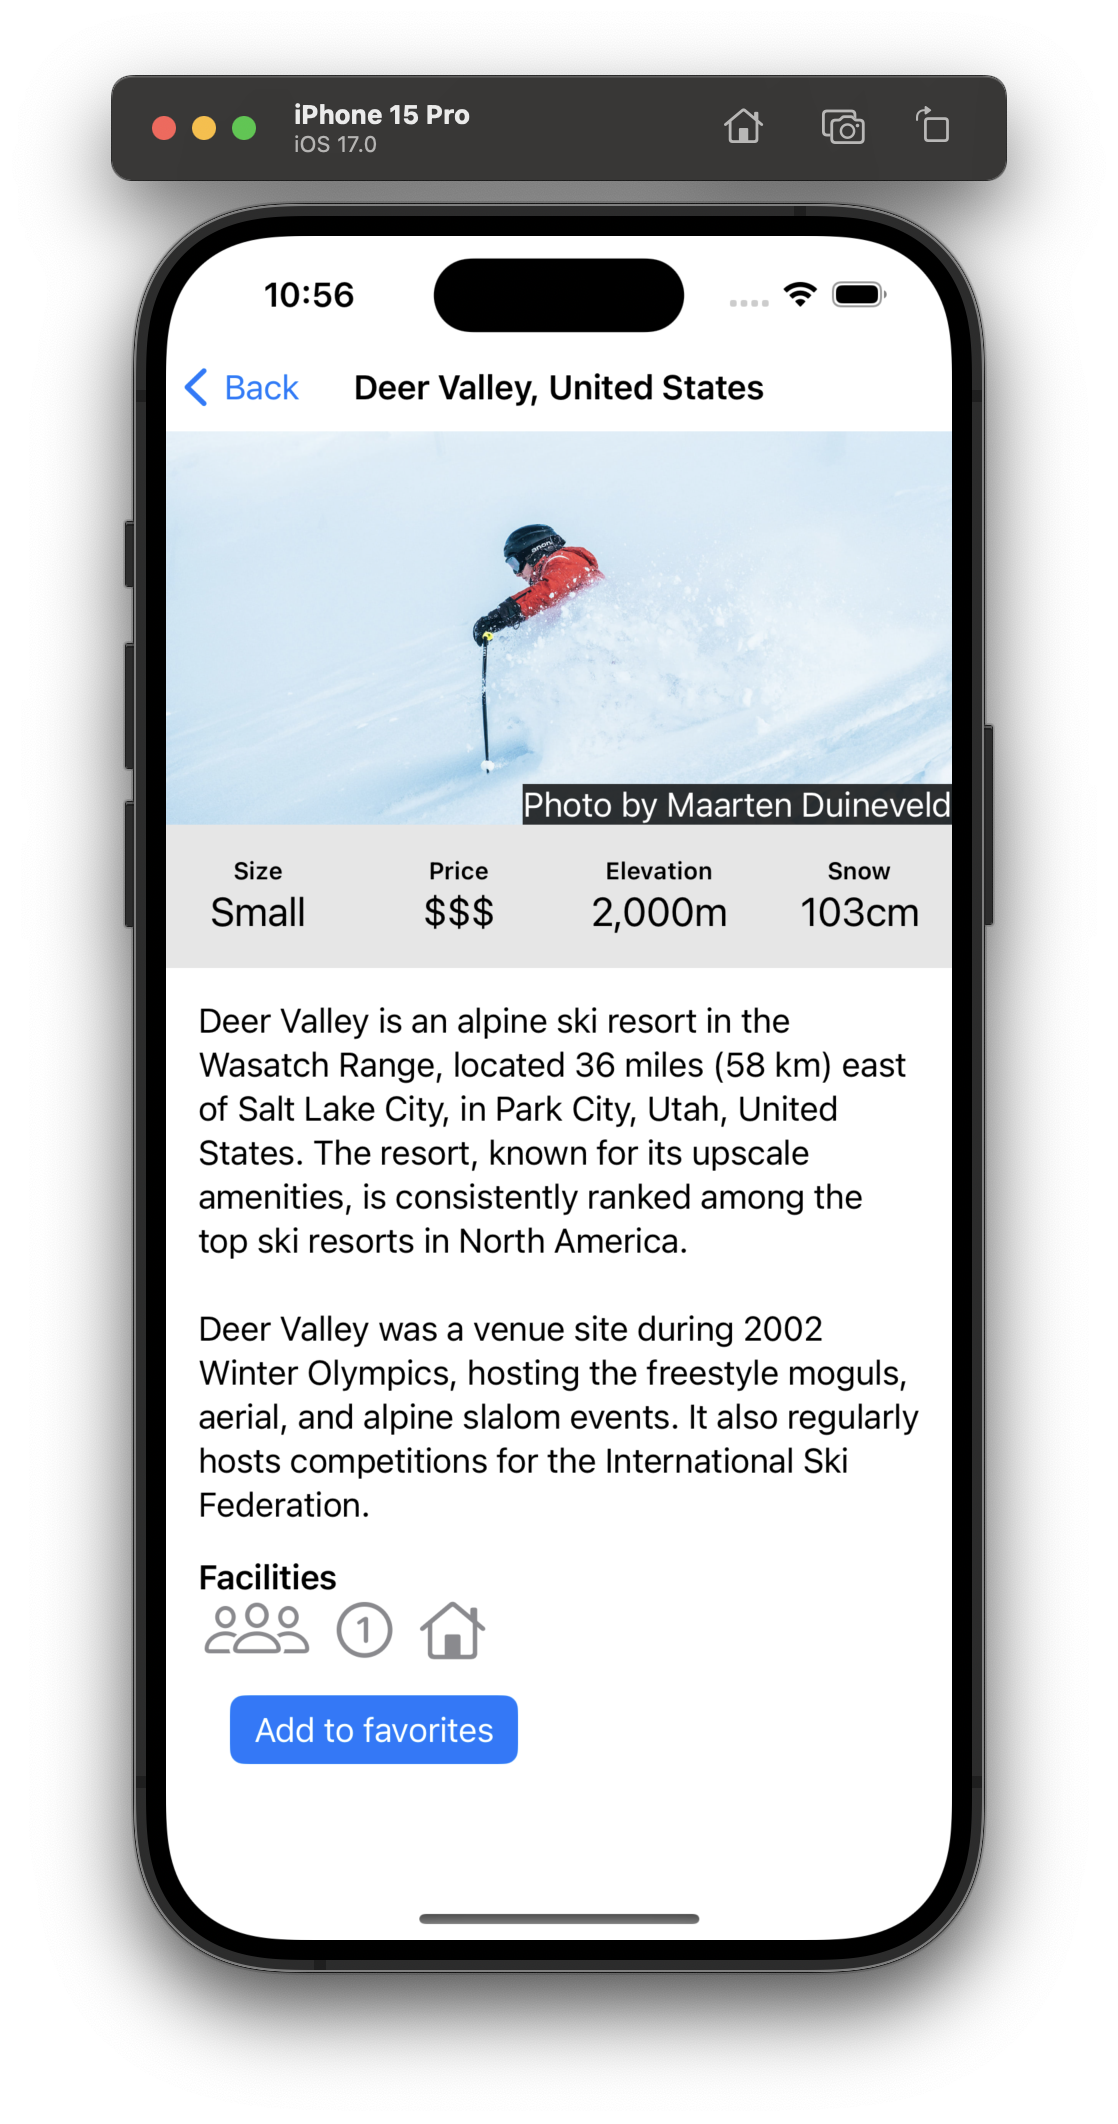 iPhone 15 Pro
iOS 17.0
10:56
Back Deer Valley, United States
anon
Photo by Maarten Duineveld
Size Price Elevation Snow
Small $$$ 2,000m 103cm
Deer Valley is an alpine ski resort in the
Wasatch Range, located 36 miles (58 km) east
of Salt Lake City, in Park City, Utah, United
States. The resort, known for its upscale
amenities, is consistently ranked among the
top ski resorts in North America.
Deer Valley was a venue site during 2002
Winter Olympics, hosting the freestyle moguls,
aerial, and alpine slalom events. It also regularly
hosts competitions for the International Ski
Federation.
Facilities
1
Add to favorites